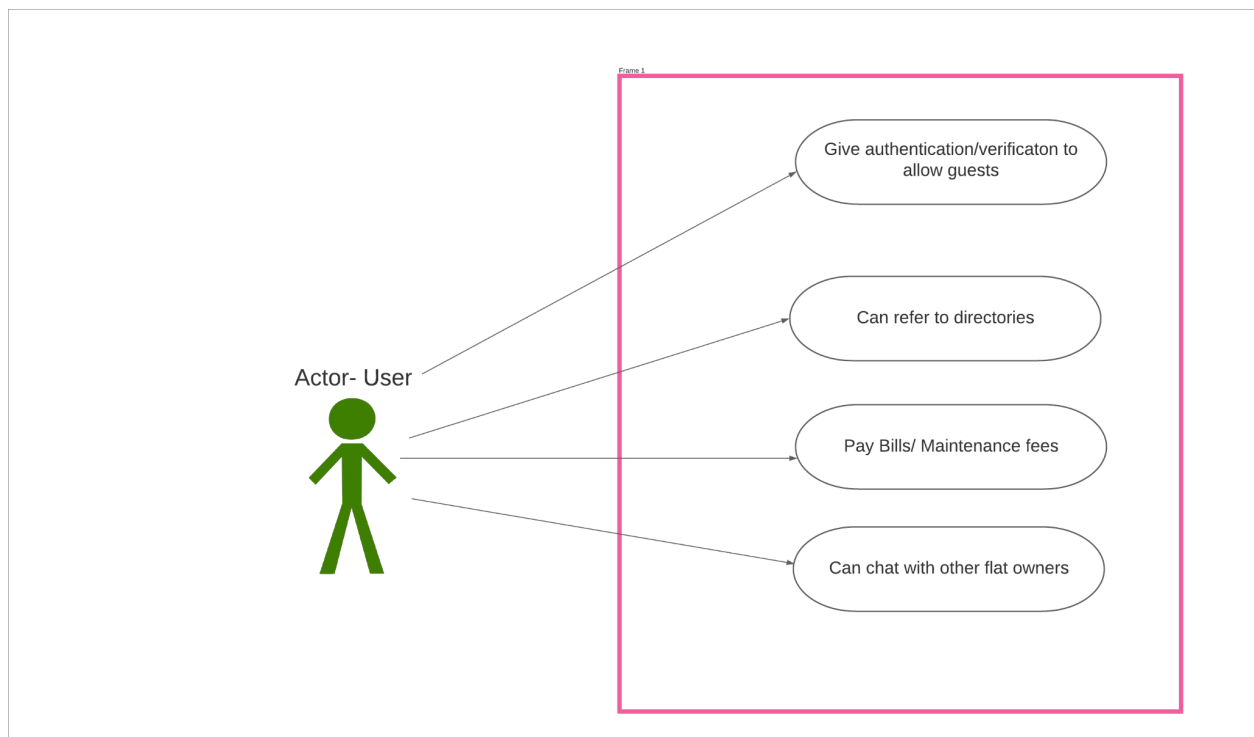 Frame 1
Give authentication/verificaton to
allow guests
Can refer to directories
Actor- User
Pay Bills/ Maintenance fees
Can chat with other flat owners